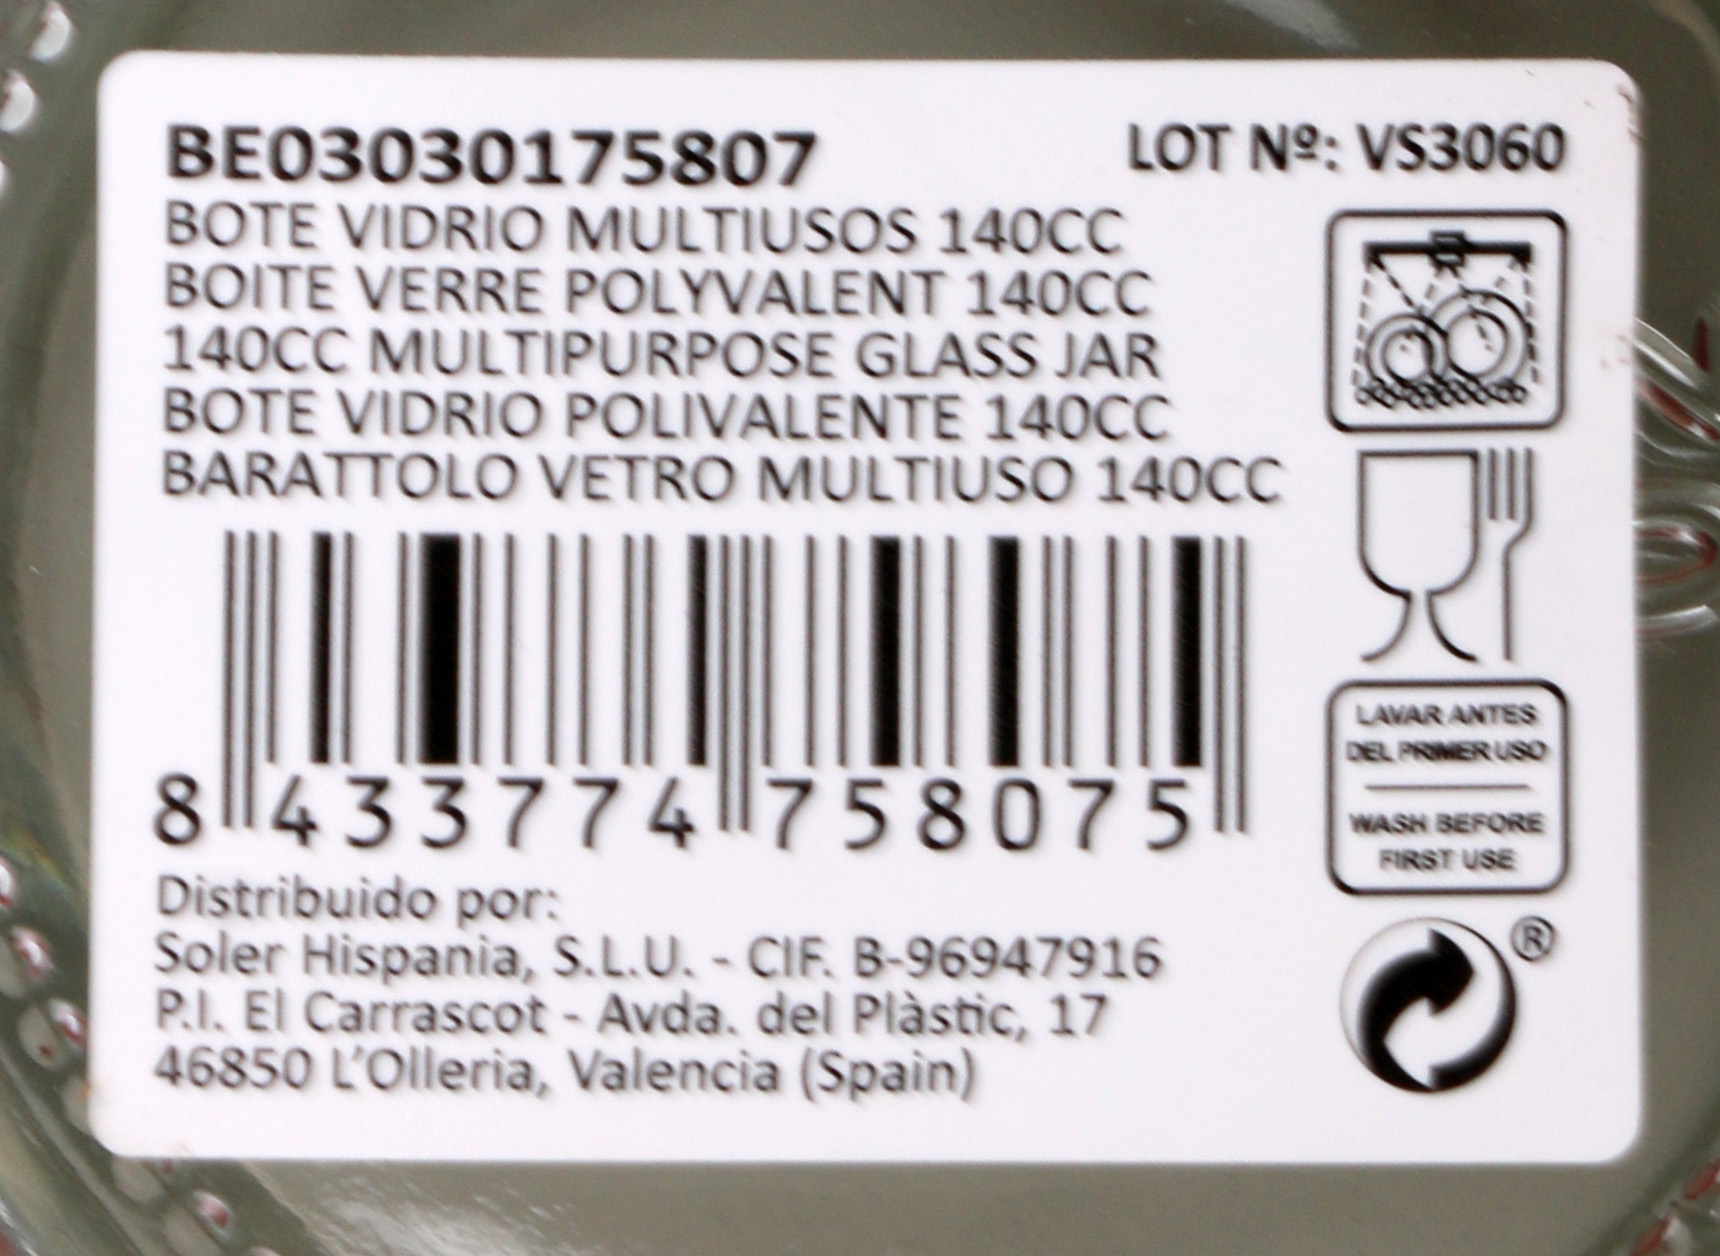 BE03030175807
LOT Nº: VS3060
BOTE VIDRIO MULTIUSOS 140CC
BOITE VERRE POLYVALENT 140CC
140CC MULTIPURPOSE GLASS JAR
BOTE VIDRIO POLIVALENTE 140CC
BARATTOLO VETRO MULTIUSO 140CC
8 433774 758075
Distribuido por:
Soler Hispania, S.L.U. - CIF. B-96947916
P.I. El Carrascot - Avda. del Plàstic, 17
46850 L'Olleria, Valencia (Spain)
LAVAR ANTES
DEL PRIMER USO
WASH BEFORE
FIRST USE
®